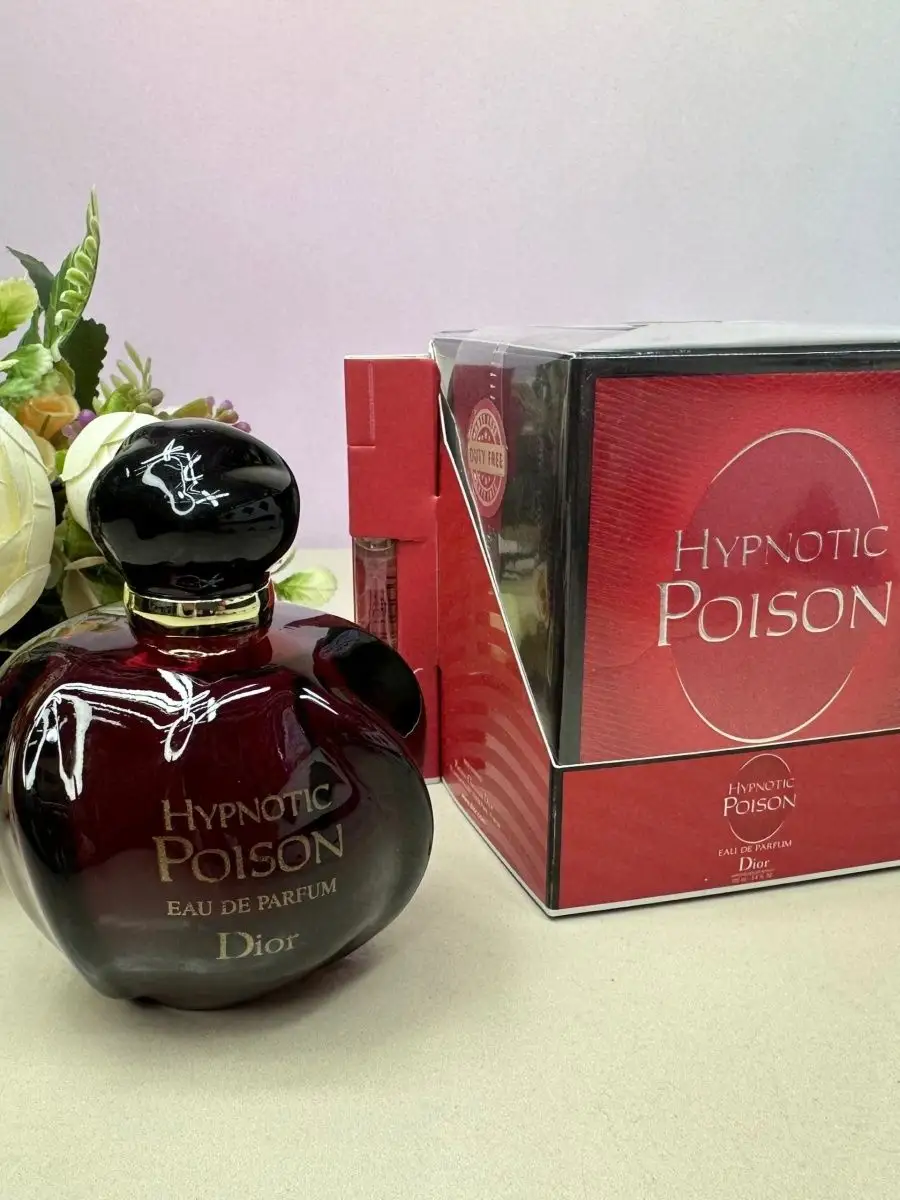 HYPNOTIC
POISON
EAU DE PARFUM
Dior
DUTY FREE
HYPNOTIC
POISON
HYPNOTIC
POISON
EAU DE PARFUM
Dior